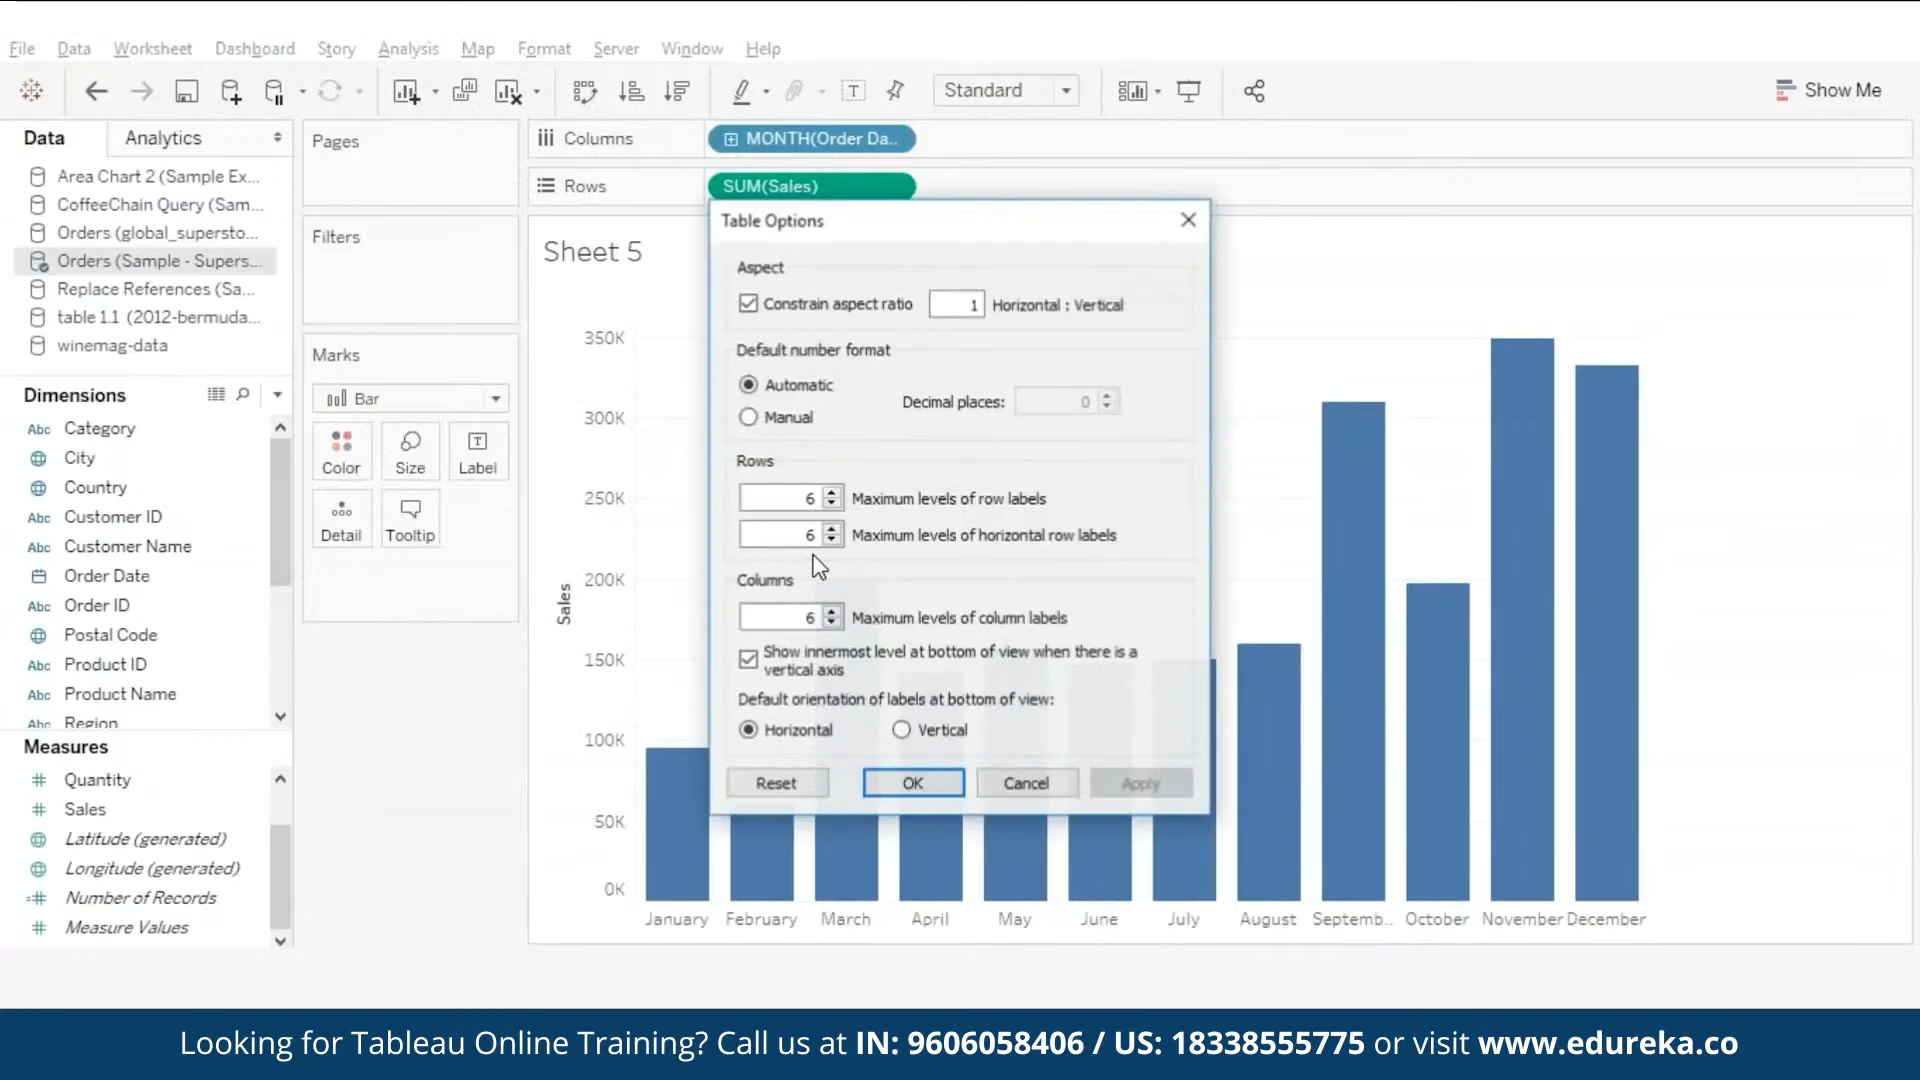 File Data Worksheet Dashboard Story Analysis Map Format Server Window Help
Standard
Show Me
Data Analytics
Area Chart 2 (Sample Ex...
CoffeeChain Query (Sam...
Orders (global_supersto...
Orders (Sample - Supers...
Replace References (Sa...
table 1.1 (2012-bermuda...
winemag-data
Dimensions
Abc Category
City
Country
Abc Customer ID
Abc Customer Name
Order Date
Abc Order ID
Postal Code
Abc Product ID
Abc Product Name
Abc Region
Measures
# Quantity
# Sales
Latitude (generated)
Longitude (generated)
=# Number of Records
# Measure Values
Pages
Filters
Marks
Bar
Color Size Label
Detail Tooltip
Columns MONTH(Order Da..
Rows SUM(Sales)
Sheet 5
Sales
350K
300K
250K
200K
150K
100K
50K
0K
January February March April May June July August Septemb.. October November December
Table Options
Aspect
Constrain aspect ratio 1 Horizontal : Vertical
Default number format
Automatic
Manual
Decimal places: 0
Rows
6 Maximum levels of row labels
6 Maximum levels of horizontal row labels
Columns
6 Maximum levels of column labels
Show innermost level at bottom of view when there is a
vertical axis
Default orientation of labels at bottom of view:
Horizontal Vertical
Reset OK Cancel Apply
Looking for Tableau Online Training? Call us at IN: 9606058406 / US: 18338555775 or visit www.edureka.co